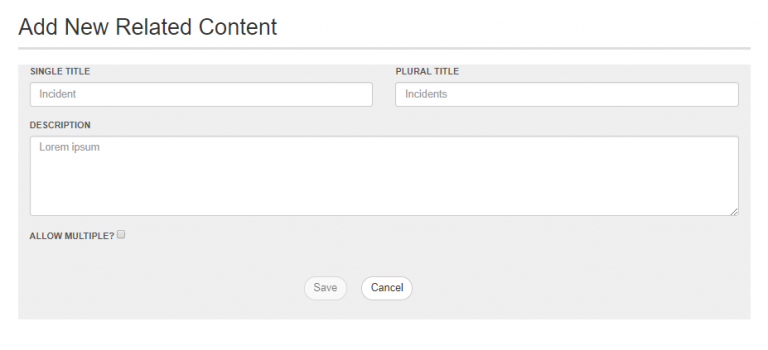 Add New Related Content
SINGLE TITLE PLURAL TITLE
Incident Incidents
DESCRIPTION
Lorem ipsum
ALLOW MULTIPLE?
Save Cancel